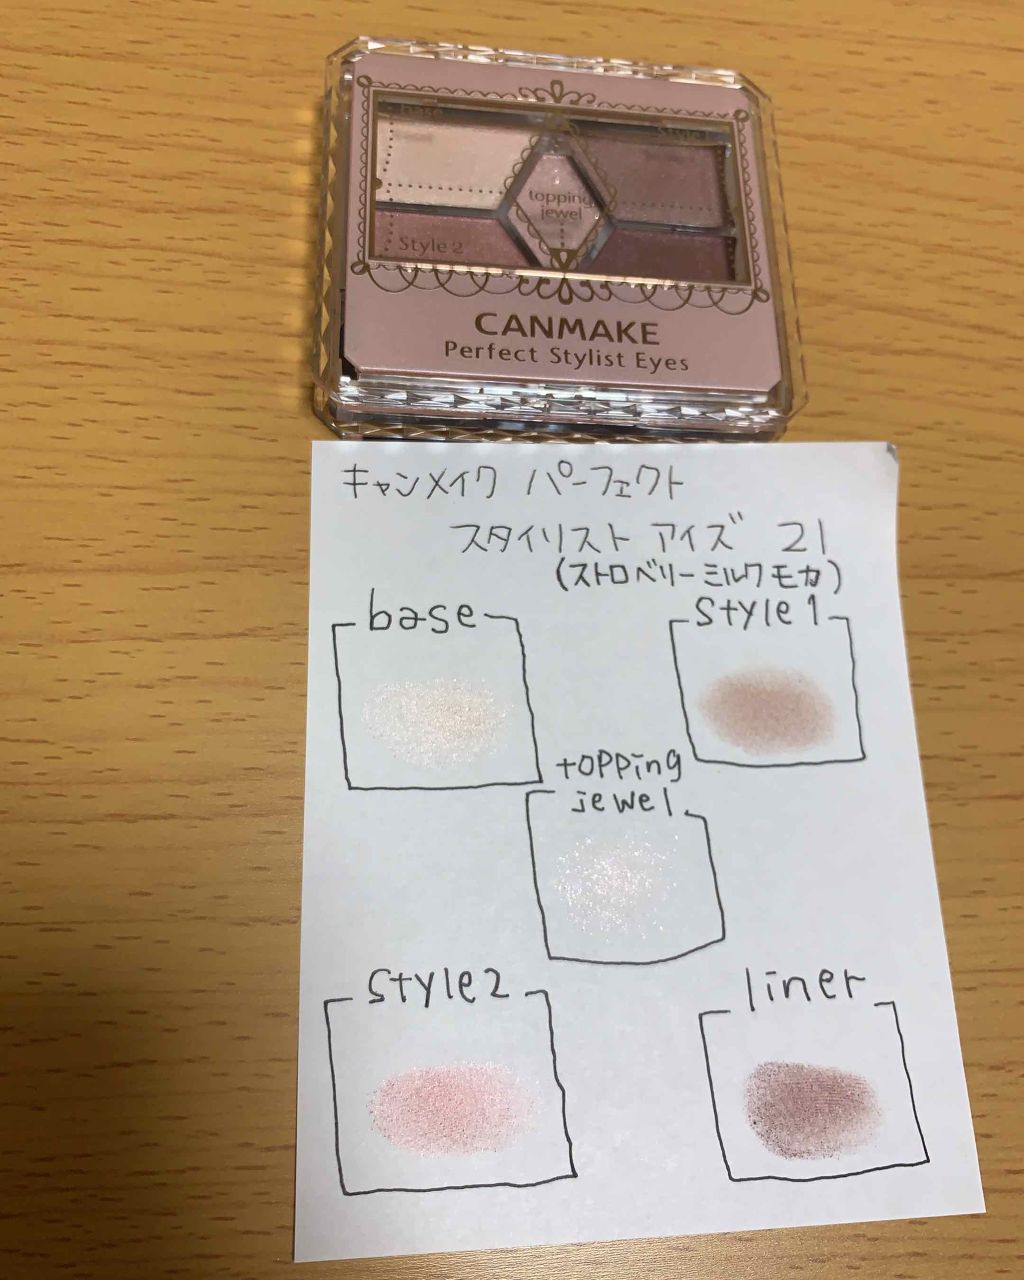 Base
Style 1
topping
jewel
Style 2
CANMAKE
Perfect Stylist Eyes
キャンメイク パーフェクト
スタイリスト アイズ 21
(ストロベリーミルクモカ)
base
style 1
topping
jewel
style2
liner